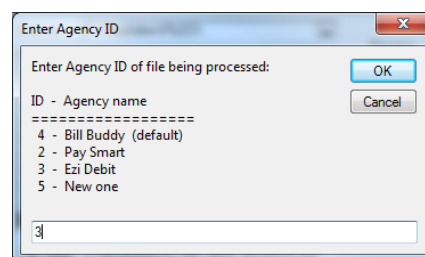 Enter Agency ID
Enter Agency ID of file being processed:
OK
ID - Agency name
Cancel
==================
4 - Bill Buddy (default)
2 - Pay Smart
3 - Ezi Debit
5 - New one
3